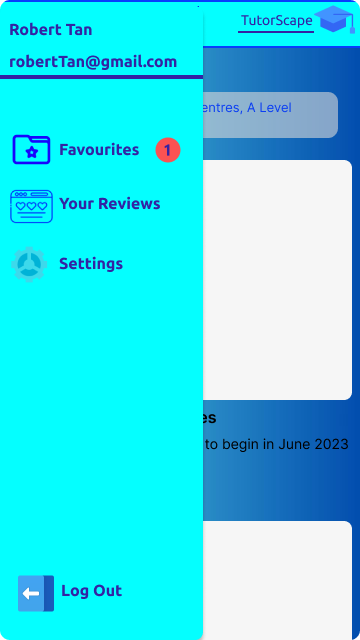 Robert Tan
TutorScape
robertTan@gmail.com
entres, A Level
Favourites 1
Your Reviews
Settings
es
to begin in June 2023
Log Out